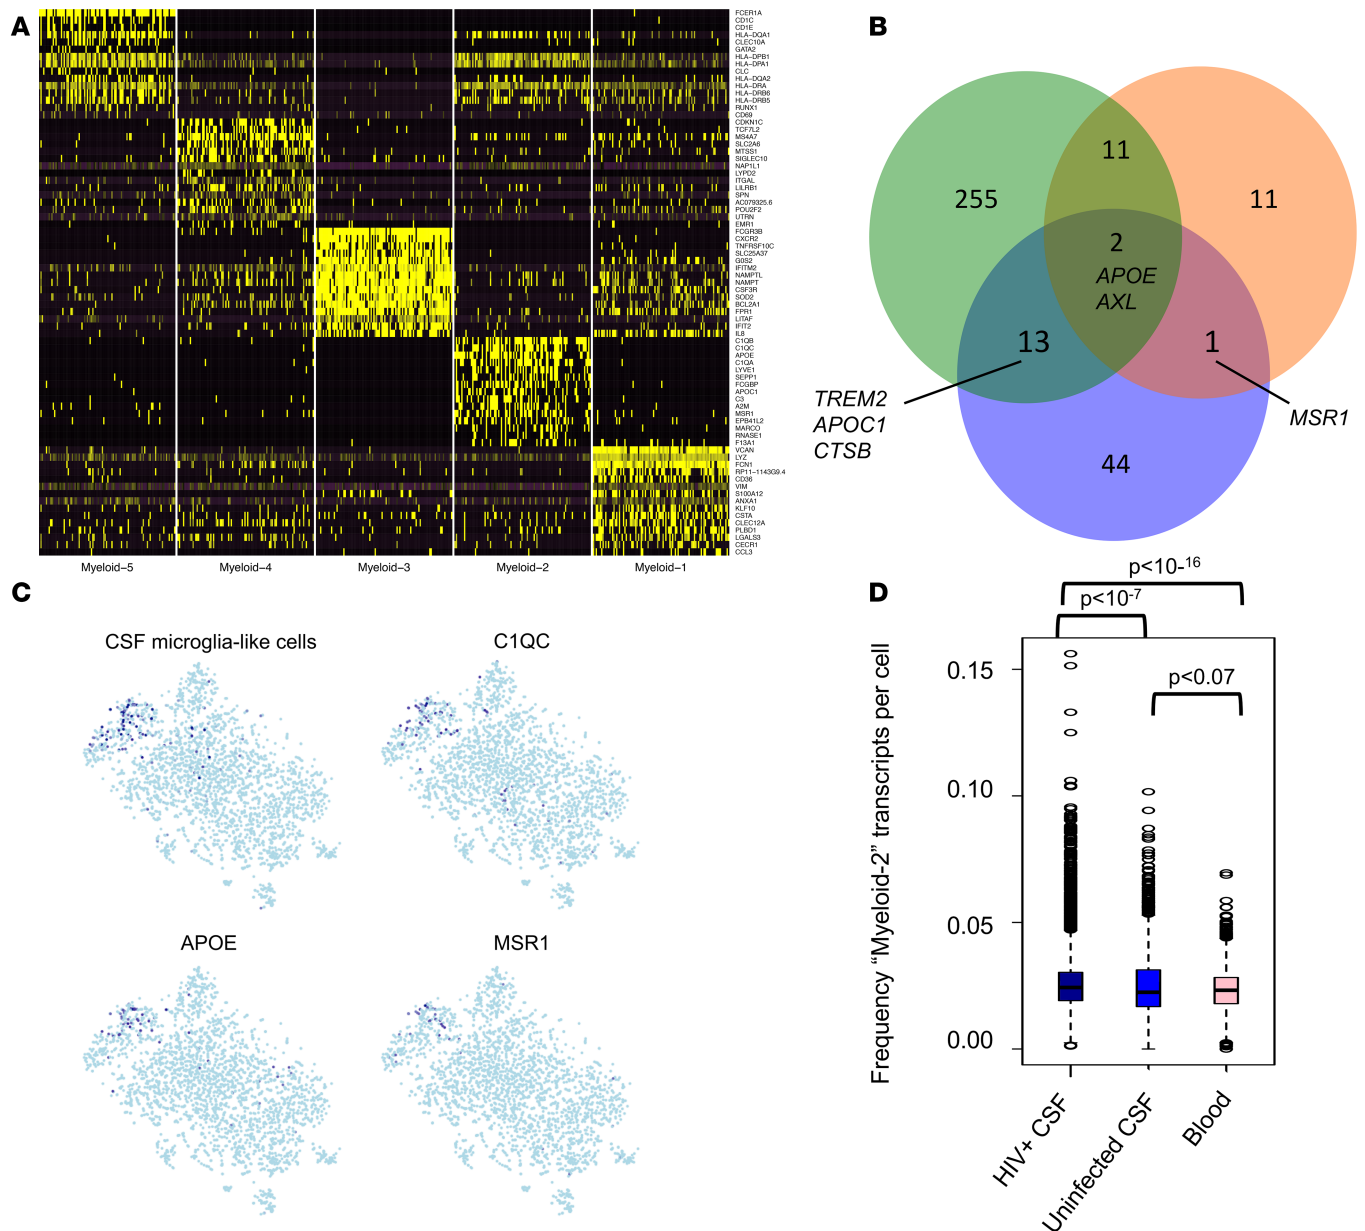 A
FCER1A
CD1C
CD1E
HLA-DQA1
CLEC10A
GATA2
HLA-DPB1
HLA-DPA1
CLC
HLA-DQA2
HLA-DRA
HLA-DRB6
HLA-DRB5
RUNX1
CD69
CDKN1C
TCF7L2
MS4A7
SLC2A6
MTSS1
SIGLEC10
NAP1L1
LYPD2
ITGAL
LILRB1
SPN
AC079325.6
POU2F2
UTRN
EMR1
FCGR3B
CXCR2
TNFRSF10C
SLC25A37
G0S2
IFITM2
NAMPTL
NAMPT
CSF3R
SOD2
BCL2A1
FPR1
LITAF
IFIT2
IL8
C1QB
C1QC
APOE
C1QA
LYVE1
SEPP1
FCGBP
APOC1
C3
A2M
MSR1
EPB41L2
MARCO
RNASE1
F13A1
VCAN
LYZ
FCN1
RP11-1143G9.4
CD36
VIM
S100A12
ANXA1
KLF10
CSTA
CLEC12A
PLBD1
LGALS3
CECR1
CCL3
Myeloid-5 Myeloid-4 Myeloid-3 Myeloid-2 Myeloid-1
B
11
255
11
2
APOE
AXL
13
1
TREM2
APOC1
CTSB
MSR1
44
C
CSF microglia-like cells
C1QC
APOE
MSR1
D
p<10-16
p<10-7
p<0.07
Frequency “Myeloid-2” transcripts per cell
0.15
0.10
0.05
0.00
HIV+ CSF
Uninfected CSF
Blood